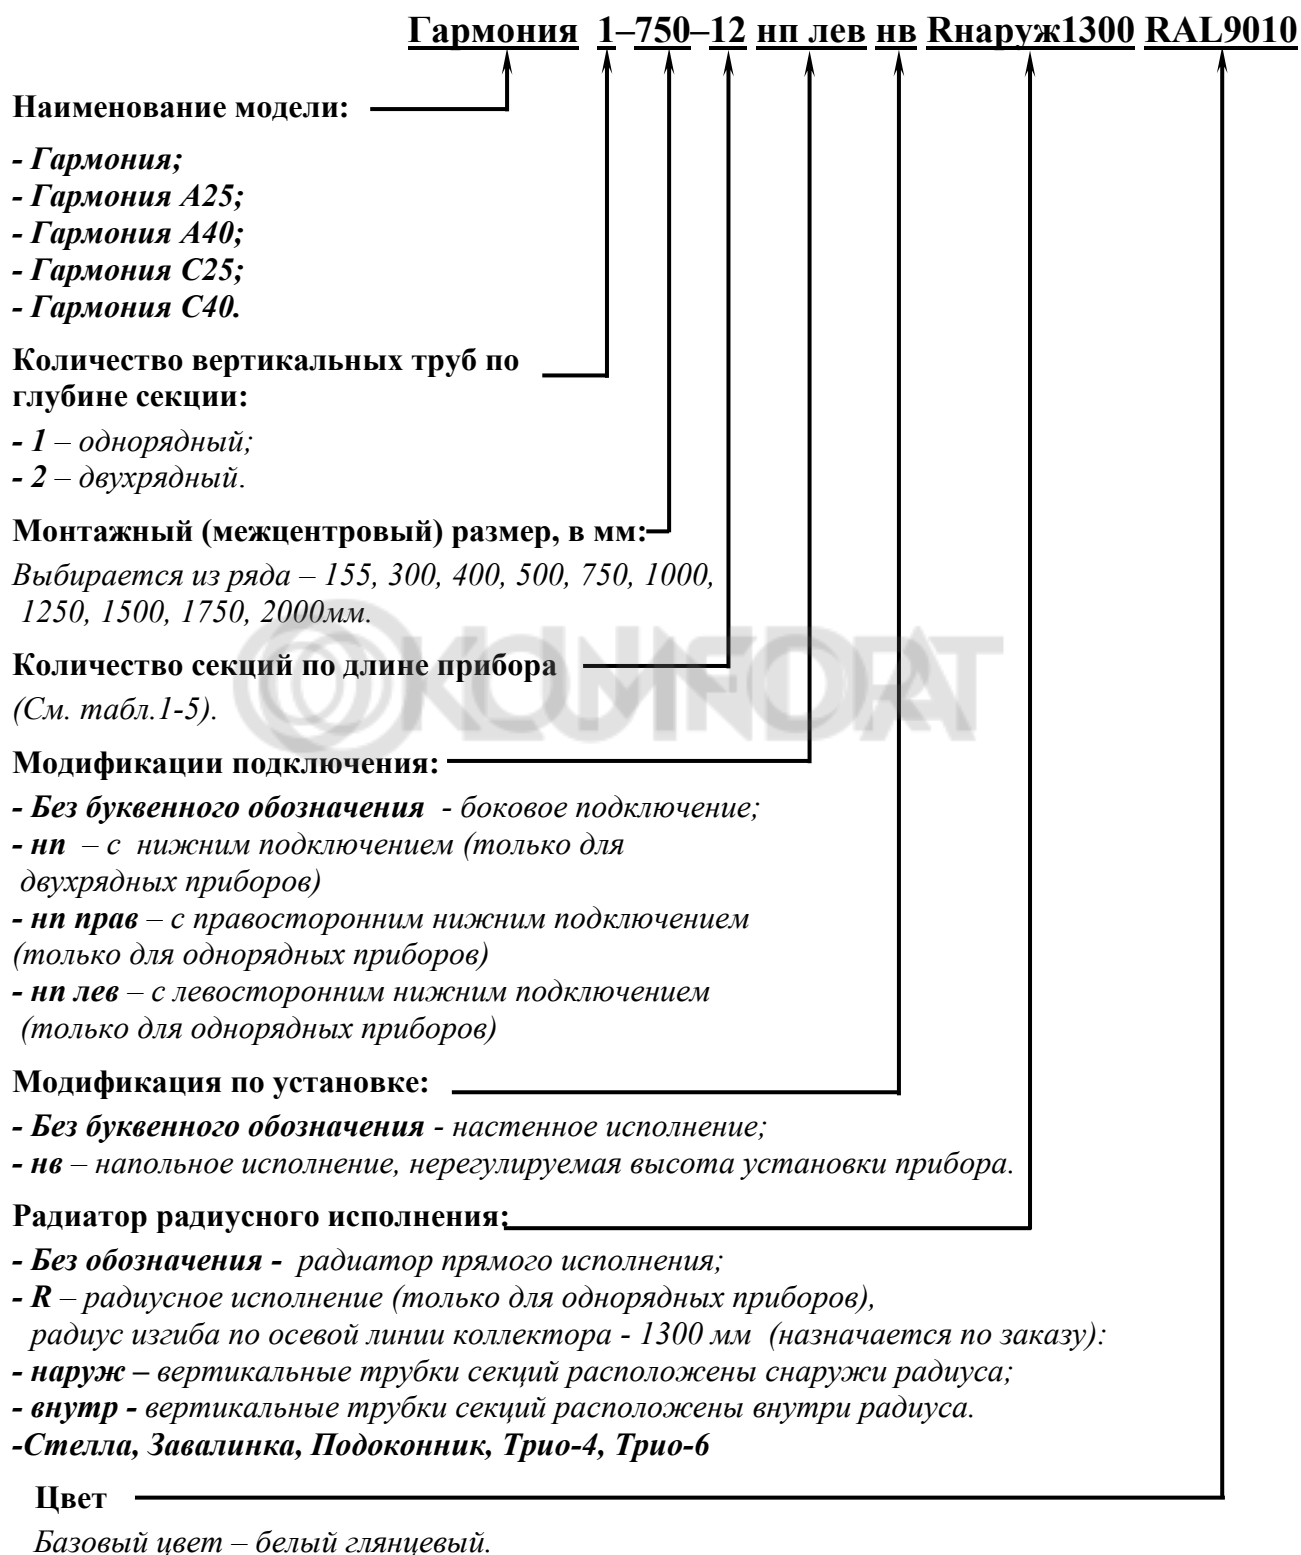 Гармония 1–750–12 нп лев нв Rнаруж1300 RAL9010
Наименование модели:
- Гармония;
- Гармония А25;
- Гармония А40;
- Гармония С25;
- Гармония С40.
Количество вертикальных труб по
глубине секции:
- 1 – однорядный;
- 2 – двухрядный.
Монтажный (межцентровый) размер, в мм:
Выбирается из ряда – 155, 300, 400, 500, 750, 1000,
1250, 1500, 1750, 2000мм.
Количество секций по длине прибора
(См. табл.1-5).
Модификации подключения:
- Без буквенного обозначения - боковое подключение;
- нп – с нижним подключением (только для
двухрядных приборов)
- нп прав – с правосторонним нижним подключением
(только для однорядных приборов)
- нп лев – с левосторонним нижним подключением
(только для однорядных приборов)
Модификация по установке:
- Без буквенного обозначения - настенное исполнение;
- нв – напольное исполнение, нерегулируемая высота установки прибора.
Радиатор радиусного исполнения:
- Без обозначения - радиатор прямого исполнения;
- R – радиусное исполнение (только для однорядных приборов),
радиус изгиба по осевой линии коллектора - 1300 мм (назначается по заказу):
- наруж – вертикальные трубки секций расположены снаружи радиуса;
- внутр - вертикальные трубки секций расположены внутри радиуса.
-Стелла, Завалинка, Подоконник, Трио-4, Трио-6
Цвет
Базовый цвет – белый глянцевый.